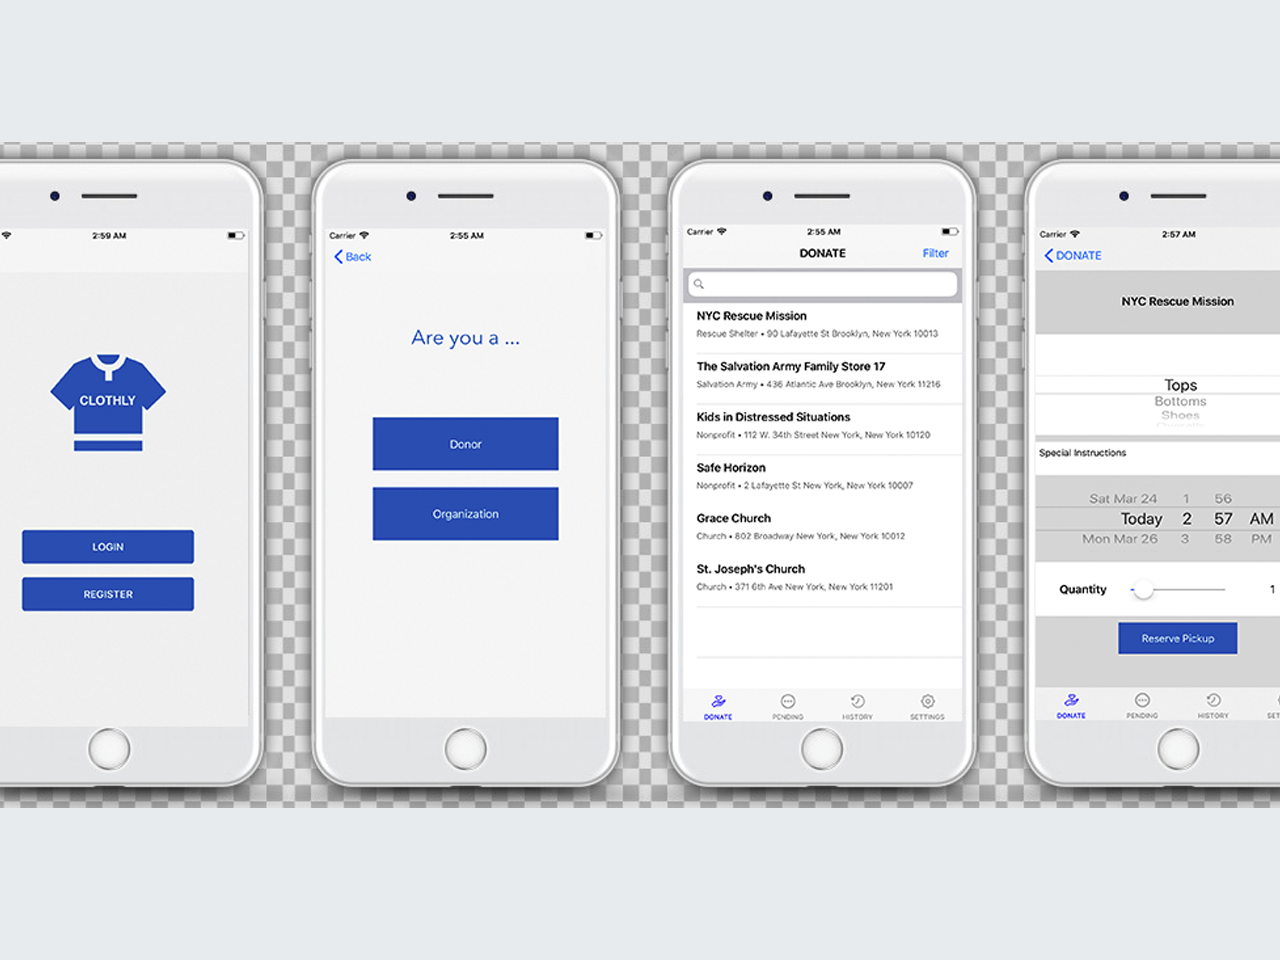 2:59 AM
CLOTHLY
LOGIN
REGISTER
Carrier 2:55 AM
Back
Are you a ...
Donor
Organization
Carrier 2:55 AM
DONATE Filter
NYC Rescue Mission
Rescue Shelter • 90 Lafayette St Brooklyn, New York 10013
The Salvation Army Family Store 17
Salvation Army • 436 Atlantic Ave Brooklyn, New York 11216
Kids in Distressed Situations
Nonprofit • 112 W. 34th Street New York, New York 10120
Safe Horizon
Nonprofit • 2 Lafayette St New York, New York 10007
Grace Church
Church • 802 Broadway New York, New York 10012
St. Joseph's Church
Church • 371 6th Ave New York, New York 11201
DONATE PENDING HISTORY SETTINGS
Carrier 2:57 AM
DONATE
NYC Rescue Mission
Tops
Bottoms
Shoes
Special Instructions
Sat Mar 24 1 56
Today 2 57 AM
Mon Mar 26 3 58 PM
Quantity 1
Reserve Pickup
DONATE PENDING HISTORY SET